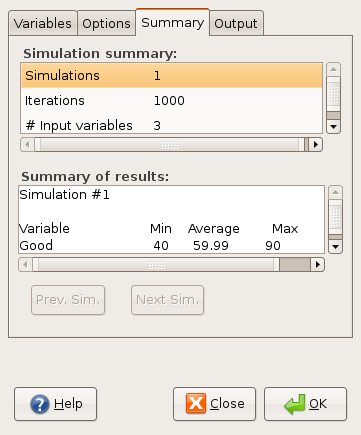 Variables Options Summary Output
Simulation summary:
Simulations 1
Iterations 1000
# Input variables 3
Summary of results:
Simulation #1
Variable Min Average Max
Good 40 59.99 90
Prev. Sim. Next Sim.
Help Close OK